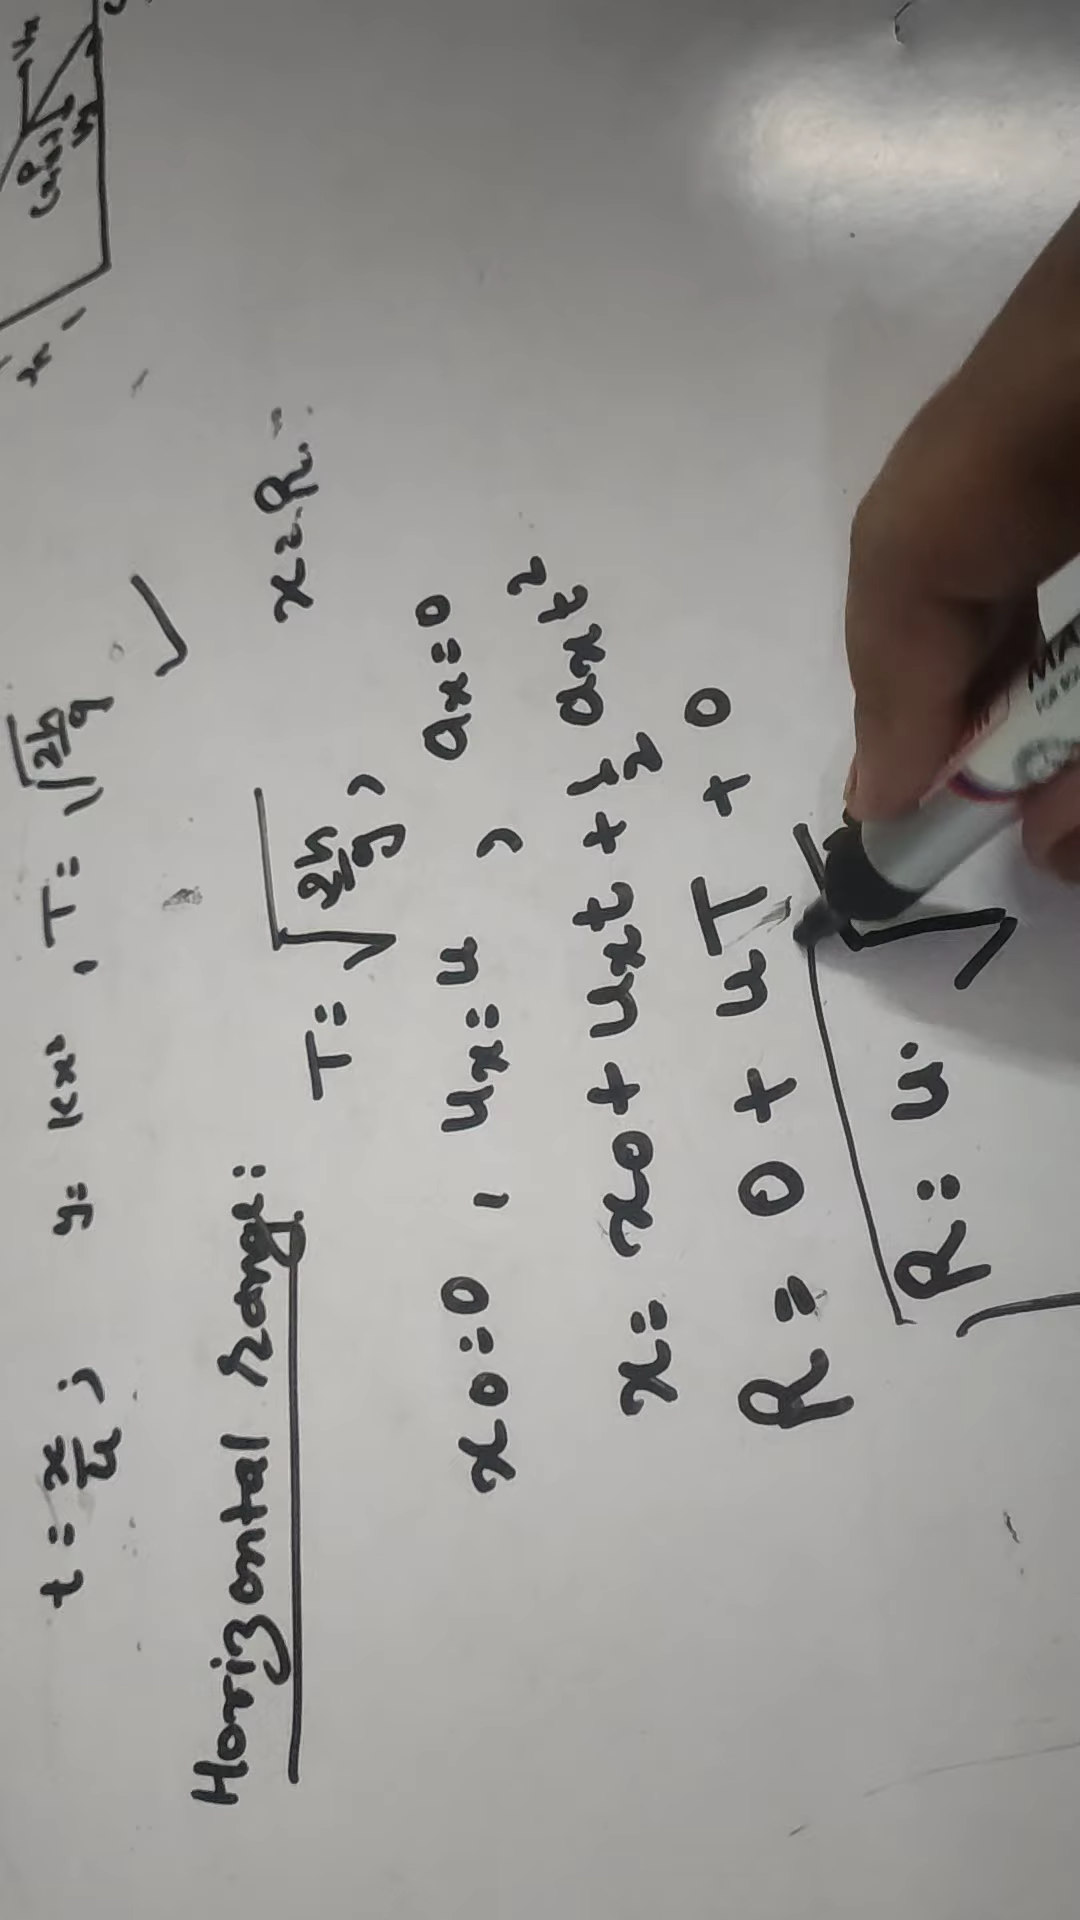 t = x/u ; y = kx² , T = √2h/g
Horizontal range:
T = √2h/g , x = R
x0 = 0 , ux = u , ax = 0
x = x0 + uxt + 1/2 axt²
R = 0 + uT + 0
R = u. √